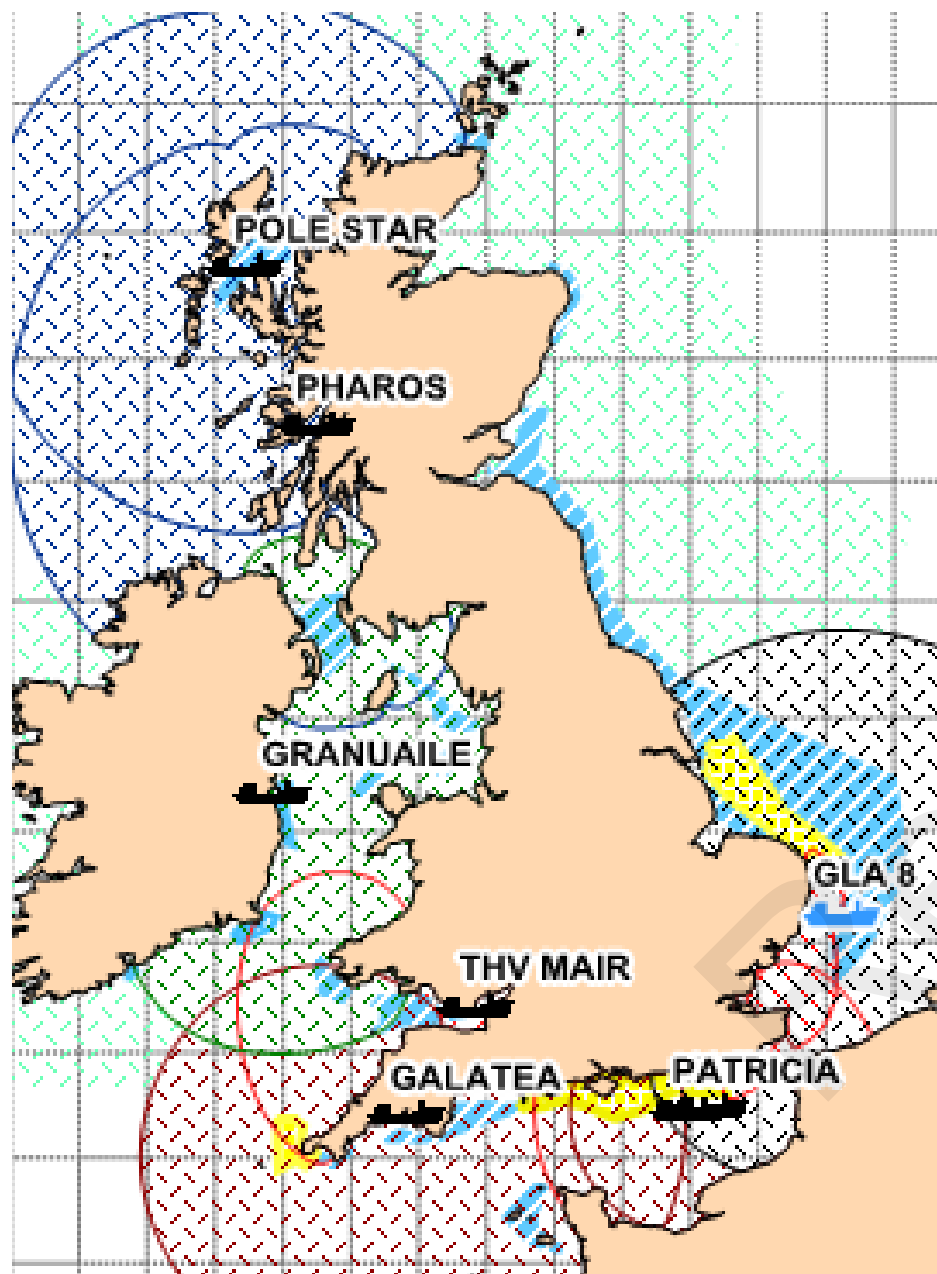 POLE STAR
PHAROS
GRANUAILE
GLA 8
THV MAIR
GALATEA
PATRICIA